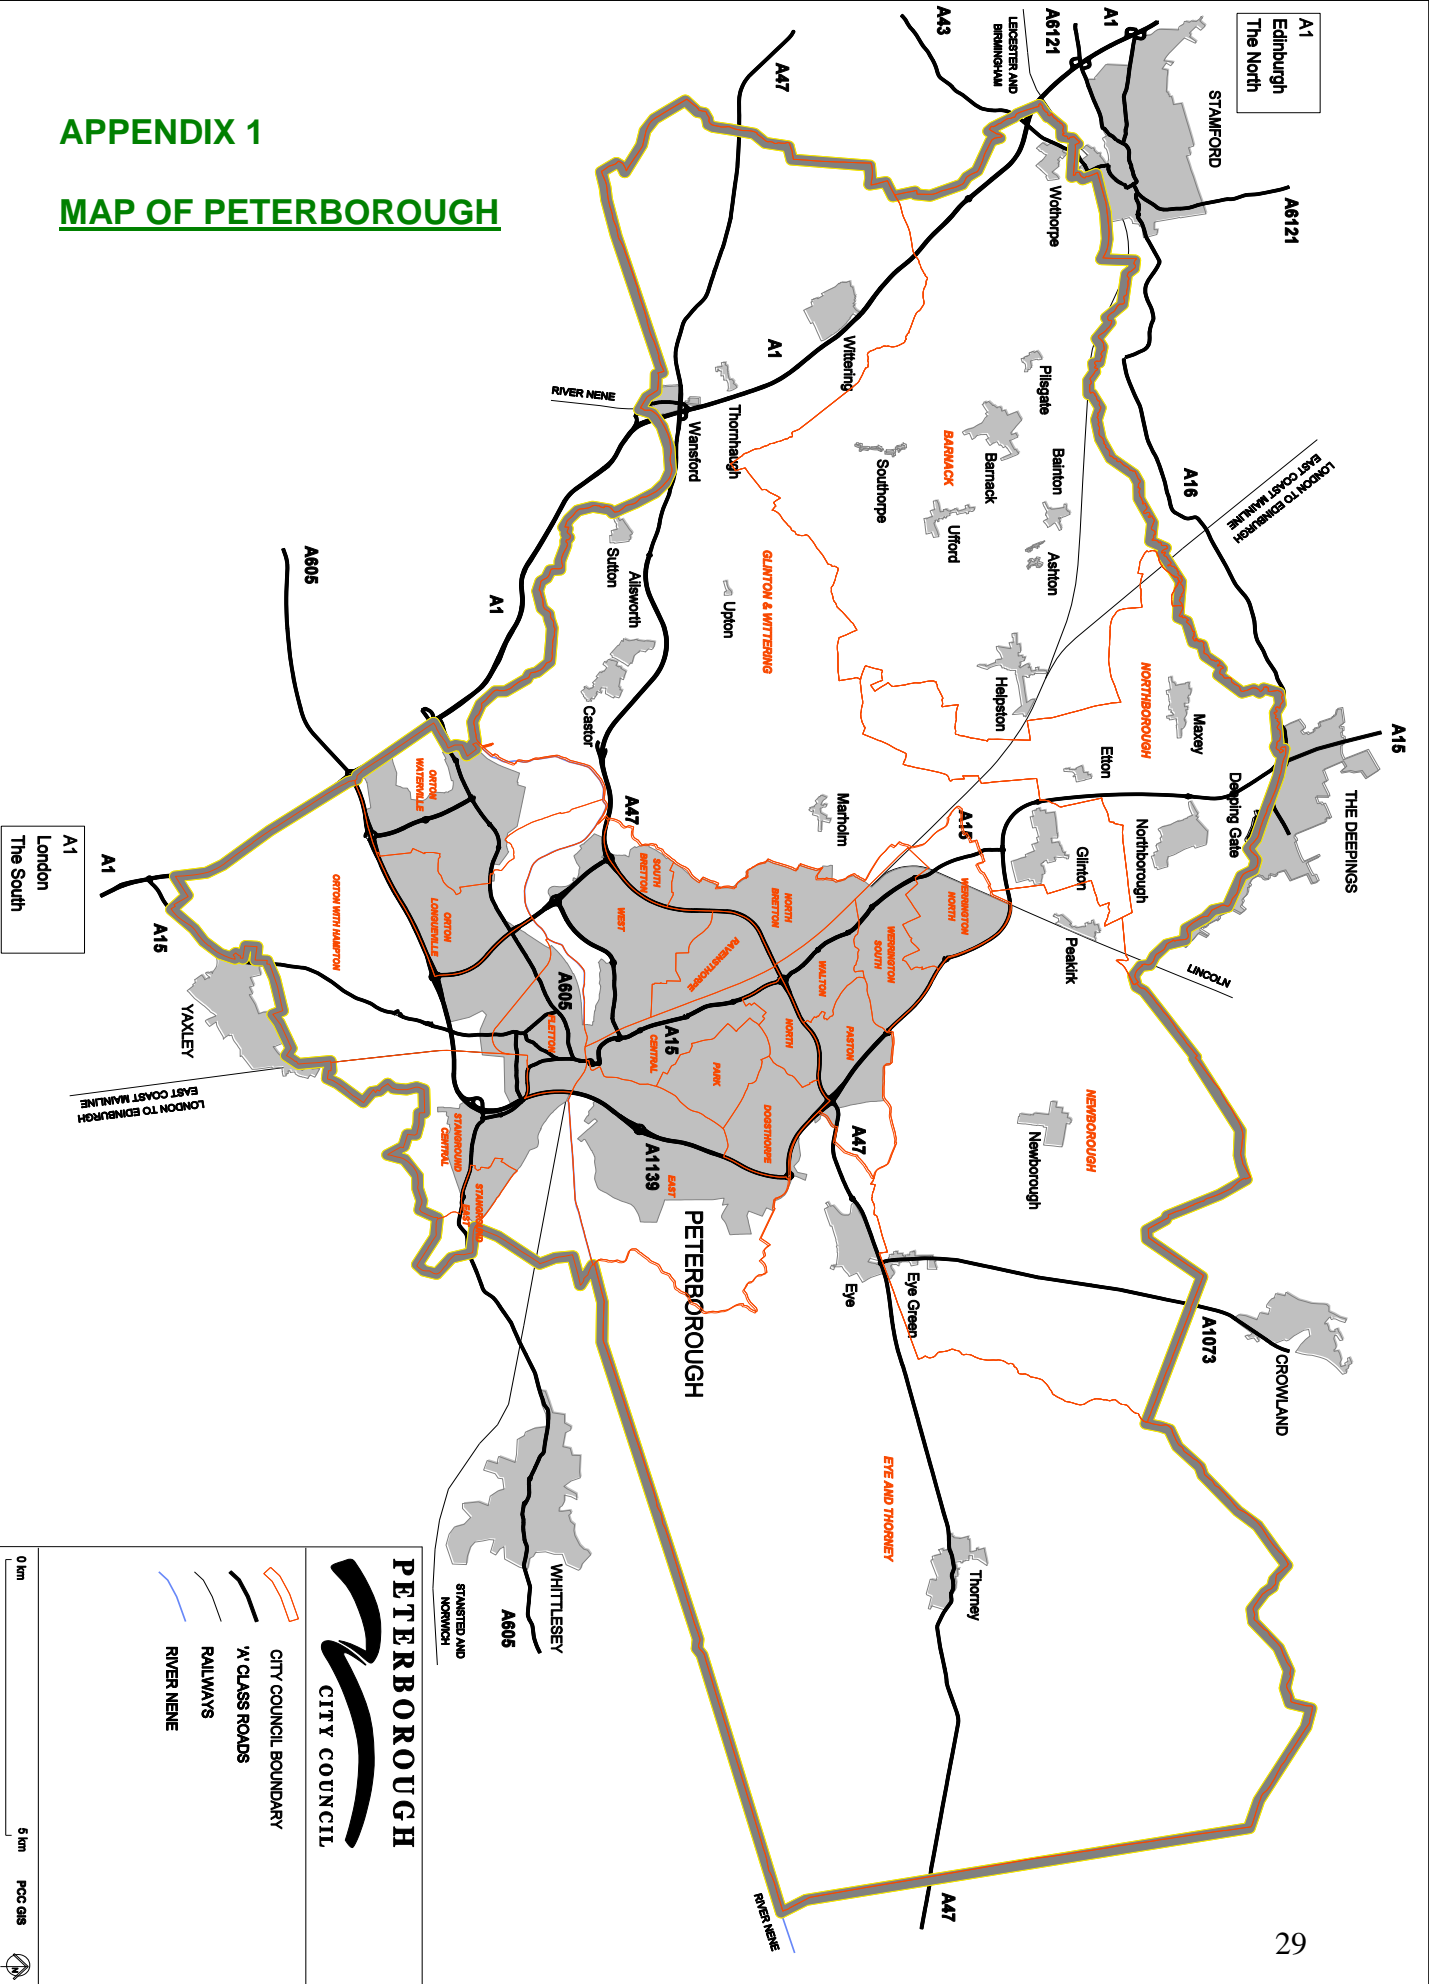 APPENDIX 1
MAP OF PETERBOROUGH
A1
Edinburgh
The North
STAMFORD
A6121
A1
A6121
LEICESTER AND
BIRMINGHAM
A43
A47
Wothorpe
Wittering
A1
Pilsgate
Barnack
BARNACK
Bainton
Southorpe
Ufford
Ashton
Thornhaugh
Wansford
RIVER NENE
A16
LONDON TO EDINBURGH
EAST COAST MAINLINE
GLINTON & WITTERING
Upton
Sutton
Ailsworth
Castor
A605
A1
Helpston
NORTHBOROUGH
Maxey
Etton
A15
THE DEEPINGS
Deeping Gate
Northborough
Glinton
Peakirk
LINCOLN
Marholm
A15
A47
ORTON
WATERVILLE
ORTON
LONGUEVILLE
ORTON WITH HAMPTON
SOUTH
BRETTON
NORTH
BRETTON
WEST
RAVENSTHORPE
WERRINGTON
NORTH
WERRINGTON
SOUTH
WALTON
PASTON
NORTH
CENTRAL
PARK
DOGSTHORPE
EAST
FLETTON
A605
A15
A1139
A47
STANGROUND
CENTRAL
STANGROUND
EAST
PETERBOROUGH
A1
London
The South
A1
A15
YAXLEY
LONDON TO EDINBURGH
EAST COAST MAINLINE
NEWBOROUGH
Newborough
Eye
Eye Green
A1073
CROWLAND
EYE AND THORNEY
Thorney
WHITTLESEY
A605
STANSTED AND
NORWICH
A47
RIVER NENE
PETERBOROUGH
CITY COUNCIL
CITY COUNCIL BOUNDARY
'A' CLASS ROADS
RAILWAYS
RIVER NENE
0 km
5 km
PCC GIS
N
29